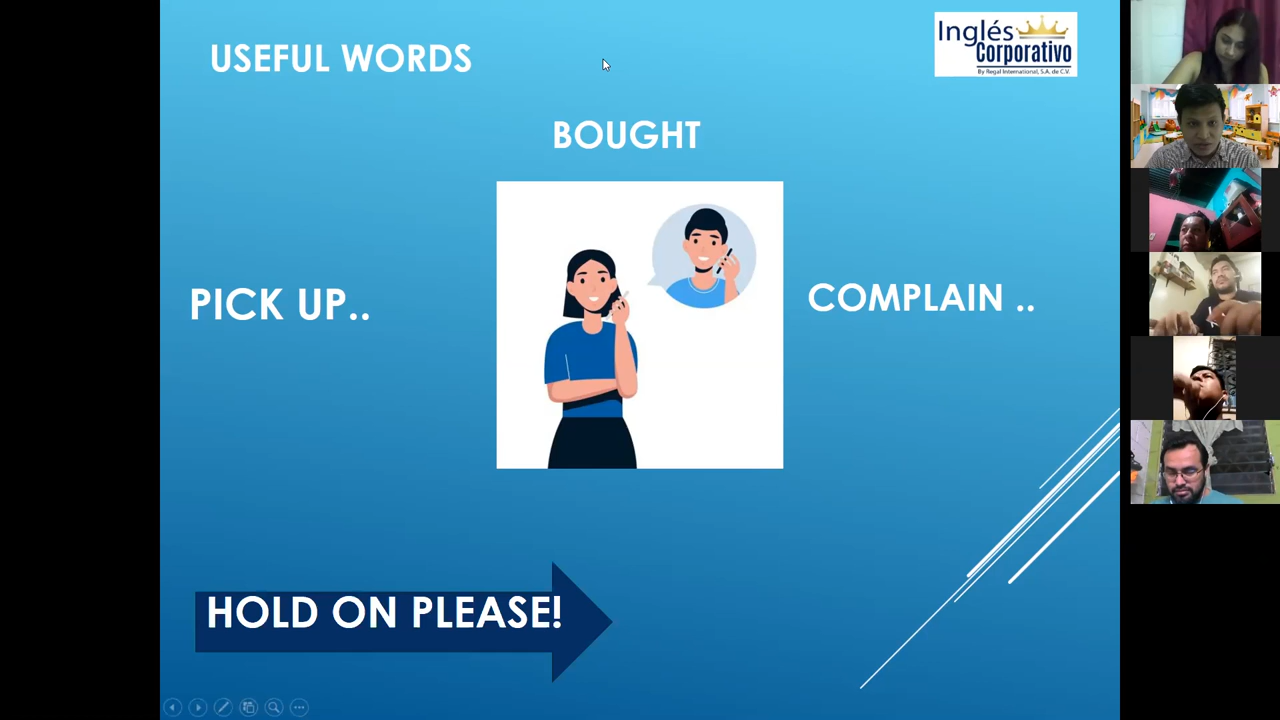 USEFUL WORDS
Inglés
Corporativo
By Regal International, S.A. de C.V.
BOUGHT
PICK UP..
COMPLAIN ..
HOLD ON PLEASE!